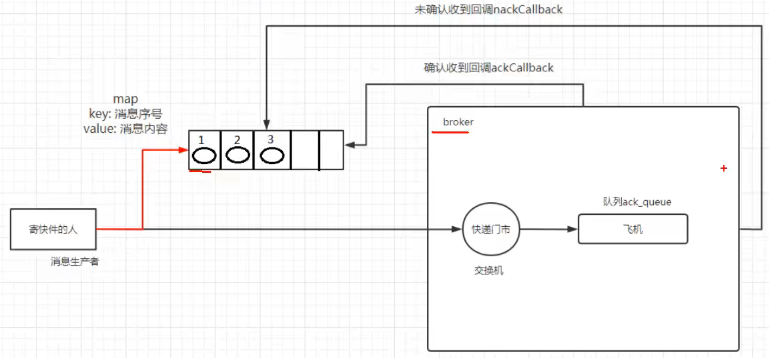 未确认收到回调nackCallback
确认收到回调ackCallback
map
key: 消息序号
value: 消息内容
1 2 3
broker
队列ack_queue
寄快件的人
快递门市
飞机
消息生产者
交换机